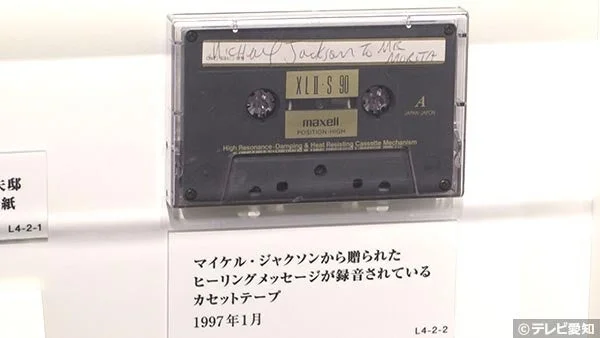 Michael Jackson To MR MORITA
XLII-S 90
maxell
POSITION-HIGH
A
JAPAN JAPON
High Resonance-Damping & Heat Resisting Cassette Mechanism
夫邸
紙
L4-2-1
マイケル・ジャクソンから贈られた
ヒーリングメッセージが録音されている
カセットテープ
1997年1月
L4-2-2
©テレビ愛知